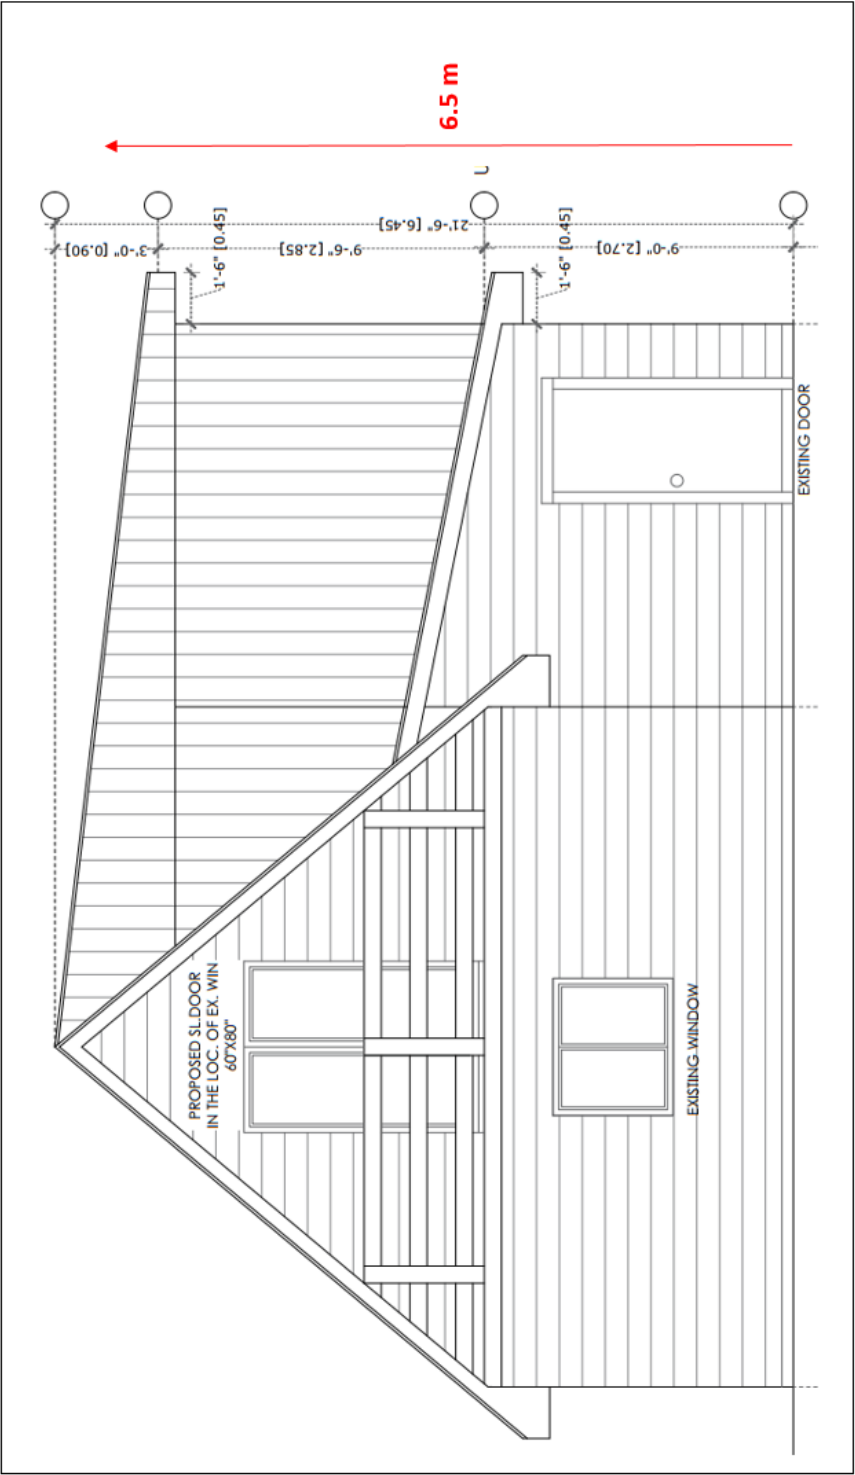 6.5 m
21'-6" [6.45]
3'-0" [0.90]
9'-6" [2.85]
9'-0" [2.70]
1'-6" [0.45]
1'-6" [0.45]
EXISTING DOOR
PROPOSED SL.DOOR
IN THE LOC. OF EX. WIN
60"X80"
EXISTING WINDOW